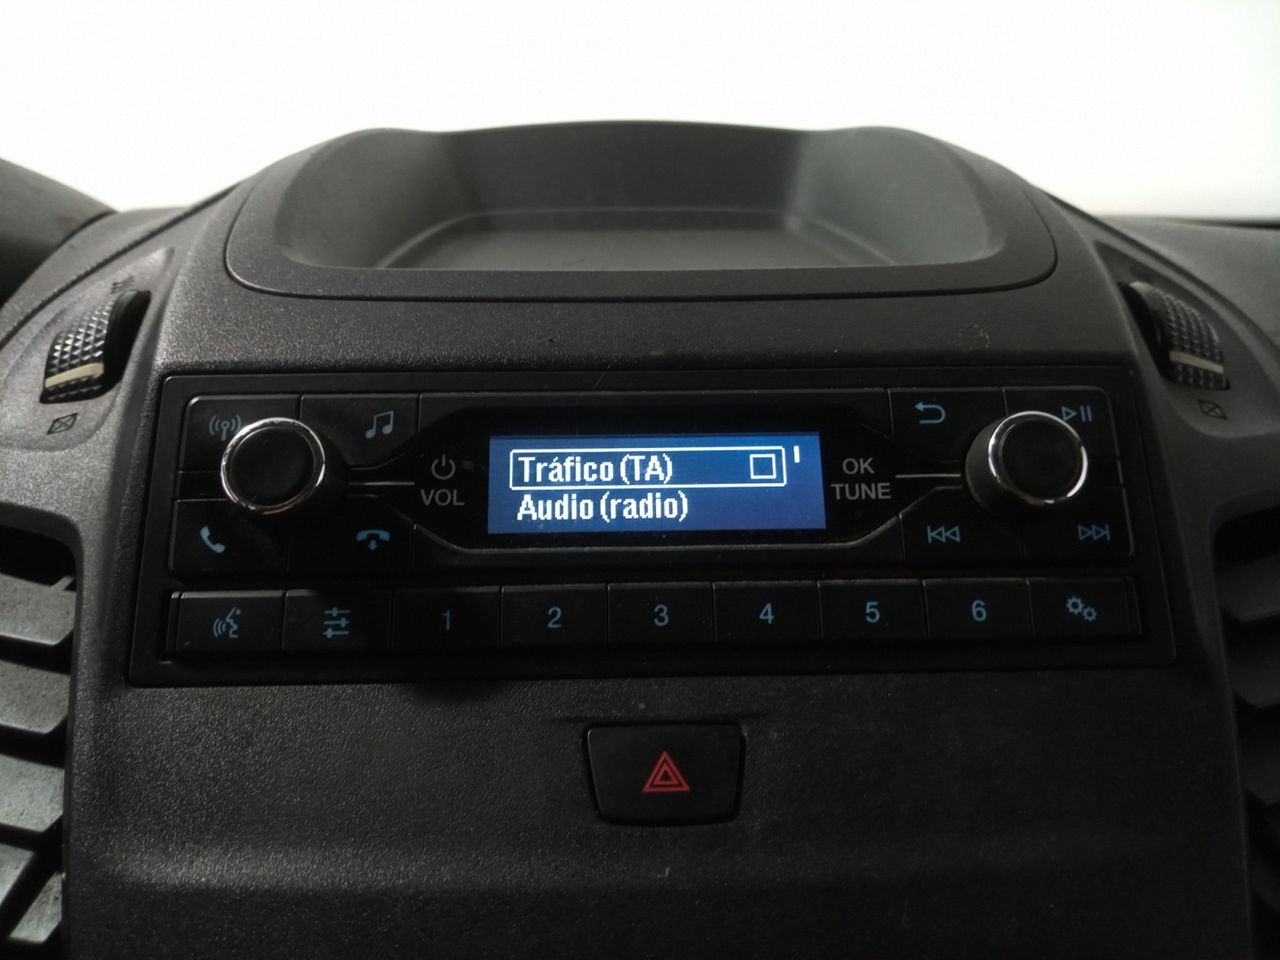 VOL
Tráfico (TA)
Audio (radio)
OK
TUNE
1 2 3 4 5 6